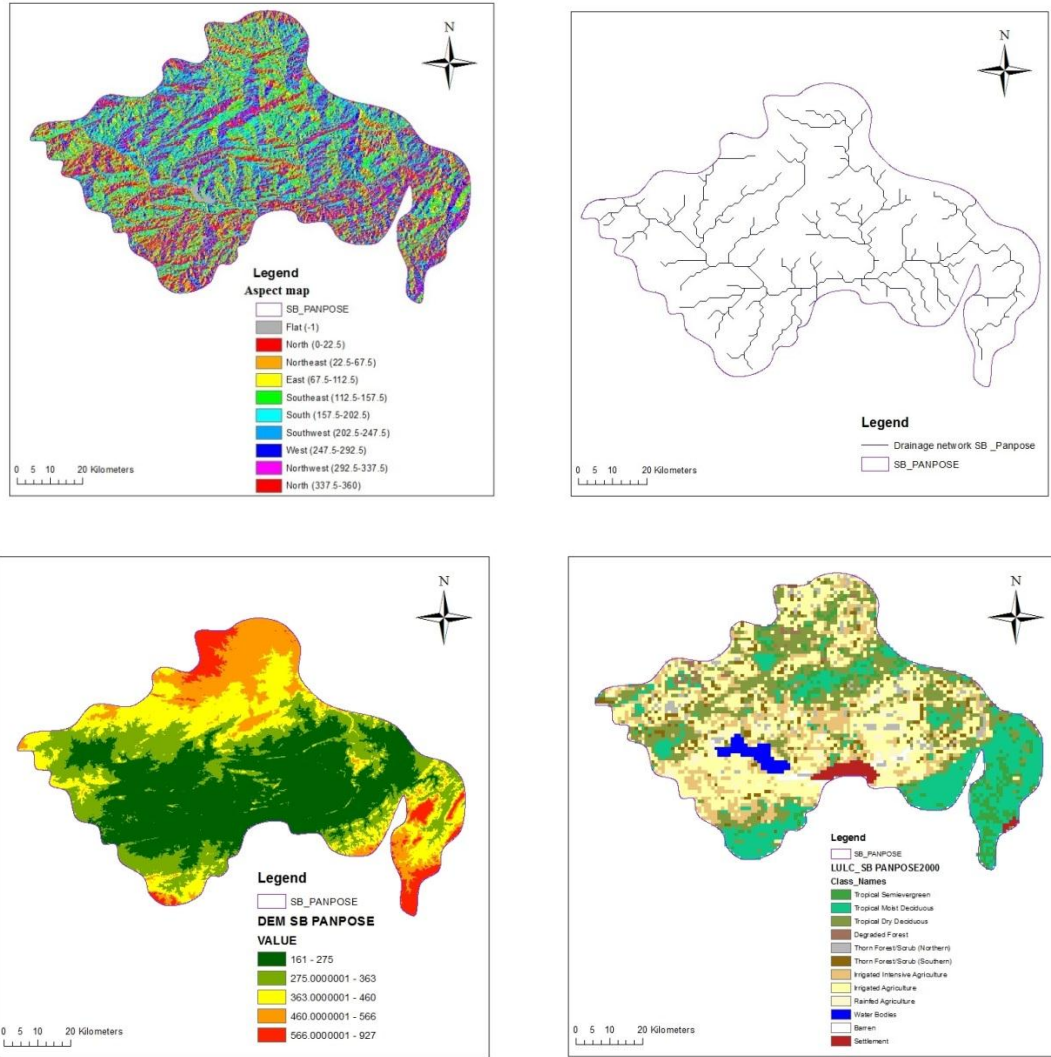 N
Legend
Aspect map
SB_PANPOSE
Flat (-1)
North (0-22.5)
Northeast (22.5-67.5)
East (67.5-112.5)
Southeast (112.5-157.5)
South (157.5-202.5)
Southwest (202.5-247.5)
West (247.5-292.5)
Northwest (292.5-337.5)
North (337.5-360)
0 5 10 20 Kilometers
N
Legend
Drainage network SB _Panpose
SB_PANPOSE
0 5 10 20 Kilometers
N
Legend
SB_PANPOSE
DEM SB PANPOSE
VALUE
161 - 275
275.0000001 - 363
363.0000001 - 460
460.0000001 - 566
566.0000001 - 927
0 5 10 20 Kilometers
N
Legend
SB_PANPOSE
LULC_SB PANPOSE2000
Class_Names
Tropical Semievergreen
Tropical Moist Deciduous
Tropical Dry Deciduous
Degraded Forest
Thorn Forest/Scrub (Northern)
Thorn Forest/Scrub (Southern)
Irrigated Intensive Agriculture
Irrigated Agriculture
Rainfed Agriculture
Water Bodies
Barren
Settlement
0 5 10 20 Kilometers